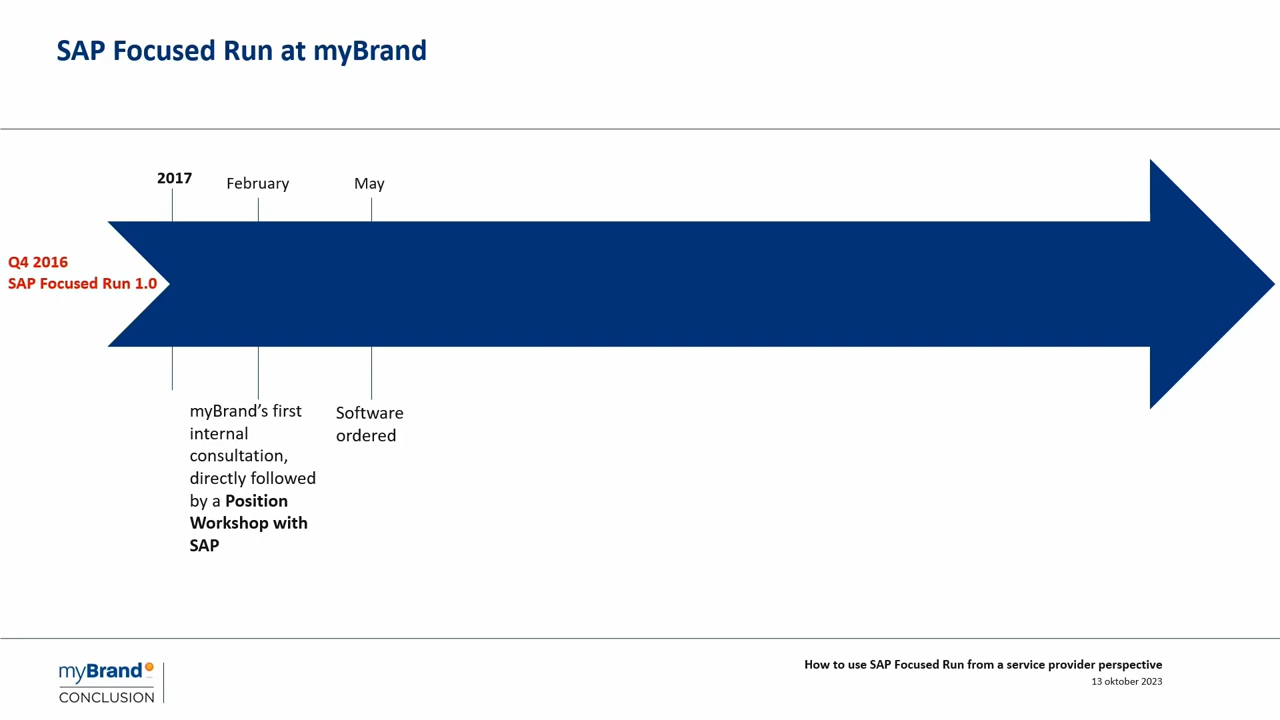 SAP Focused Run at myBrand
2017
February
May
Q4 2016
SAP Focused Run 1.0
myBrand’s first
internal
consultation,
directly followed
by a Position
Workshop with
SAP
Software
ordered
myBrand
CONCLUSION
How to use SAP Focused Run from a service provider perspective
13 oktober 2023